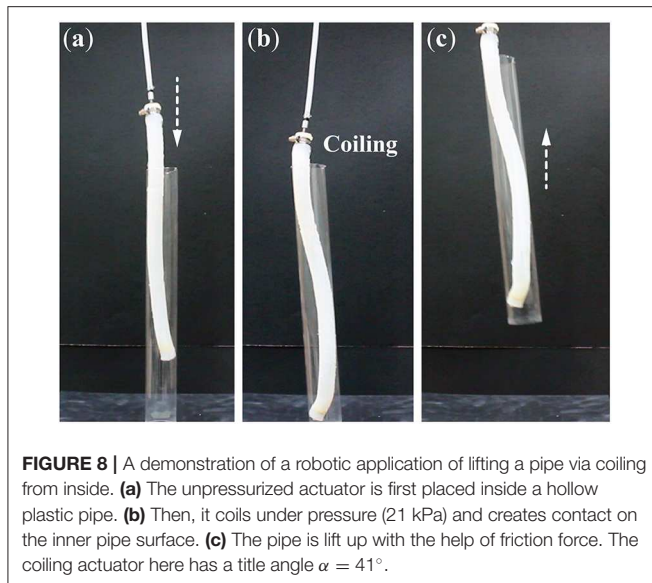 (a)
(b)
(c)
Coiling
FIGURE 8 | A demonstration of a robotic application of lifting a pipe via coiling
from inside. (a) The unpressurized actuator is first placed inside a hollow
plastic pipe. (b) Then, it coils under pressure (21 kPa) and creates contact on
the inner pipe surface. (c) The pipe is lift up with the help of friction force. The
coiling actuator here has a title angle α = 41°.